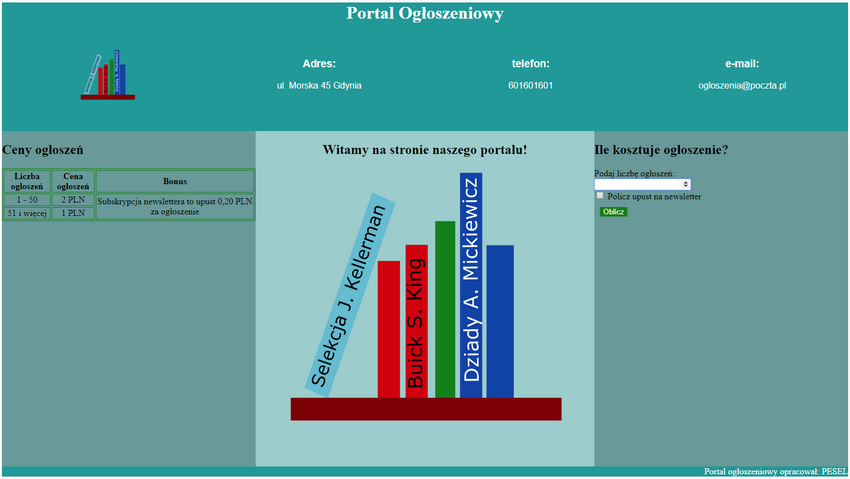 Portal Ogłoszeniowy
Adres:
telefon:
e-mail:
ul. Morska 45 Gdynia
601601601
ogloszenia@poczta.pl
Ceny ogłoszeń
Liczba ogłoszeń
Cena ogłoszeń
Bonus
1 - 50
2 PLN
Subskrypcja newslettera to upust 0,20 PLN
za ogłoszenie
51 i więcej
1 PLN
Witamy na stronie naszego portalu!
Selekcja J. Kellerman
Buick S. King
Dziady A. Mickiewicz
Ile kosztuje ogłoszenie?
Podaj liczbę ogłoszeń:
Policz upust na newsletter
Oblicz
Portal ogłoszeniowy opracował: PESEL